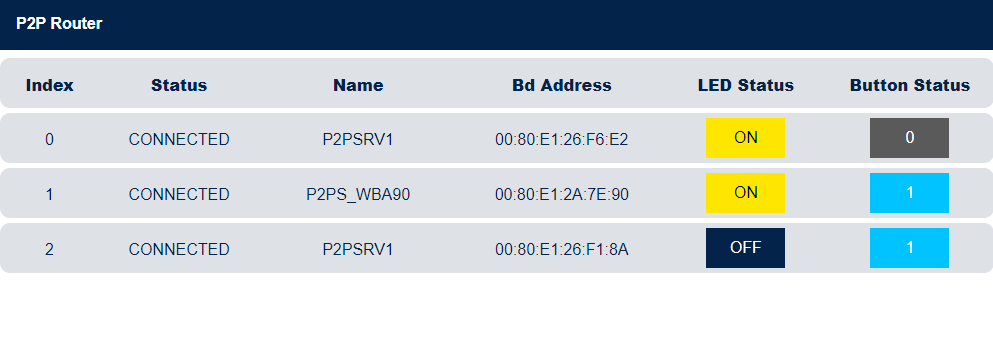 P2P Router
Index Status Name Bd Address LED Status Button Status
0 CONNECTED P2PSRV1 00:80:E1:26:F6:E2 ON 0
1 CONNECTED P2PS_WBA90 00:80:E1:2A:7E:90 ON 1
2 CONNECTED P2PSRV1 00:80:E1:26:F1:8A OFF 1